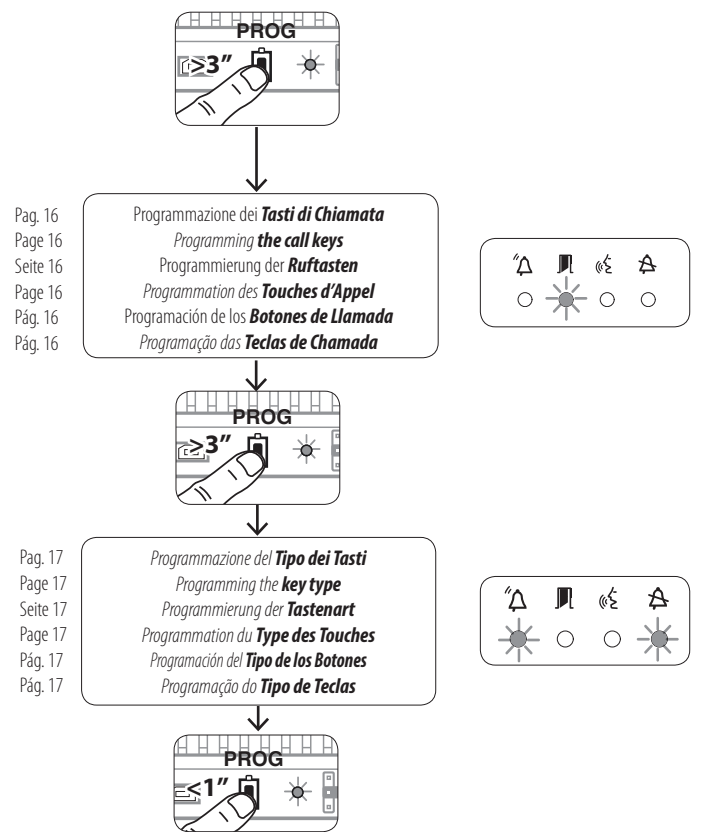 PROG
>3”
Pag. 16 Programmazione dei Tasti di Chiamata
Page 16 Programming the call keys
Seite 16 Programmierung der Ruftasten
Page 16 Programmation des Touches d’Appel
Pág. 16 Programación de los Botones de Llamada
Pág. 16 Programação das Teclas de Chamada
PROG
>3”
Pag. 17 Programmazione del Tipo dei Tasti
Page 17 Programming the key type
Seite 17 Programmierung der Tastenart
Page 17 Programmation du Type des Touches
Pág. 17 Programación del Tipo de los Botones
Pág. 17 Programação do Tipo de Teclas
PROG
<1”